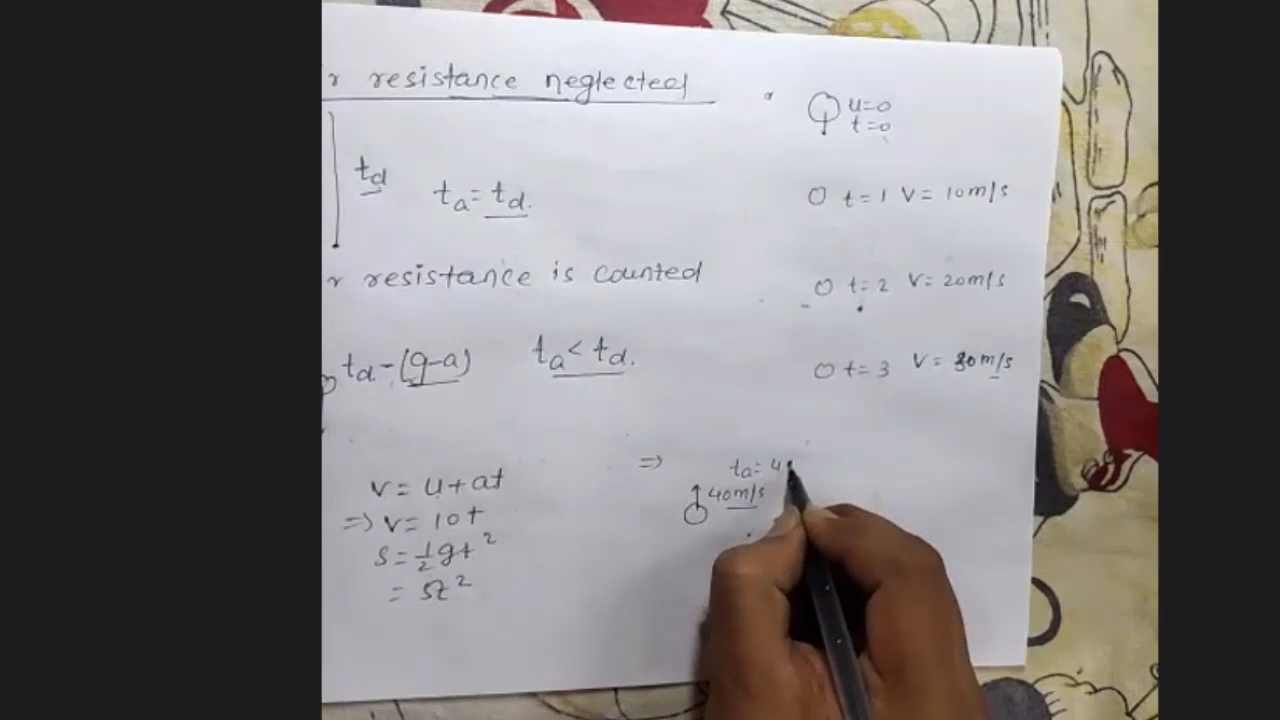 r resistance neglected
td
ta = td.
r resistance is counted
td - (g-a)
ta < td.
v = u + at
=> v = 10t
s = ½gt²
= 5t²
u=0
t=0
t=1 v= 10m/s
t=2 v= 20m/s
t=3 v= 30m/s
=> ta= 4
40m/s